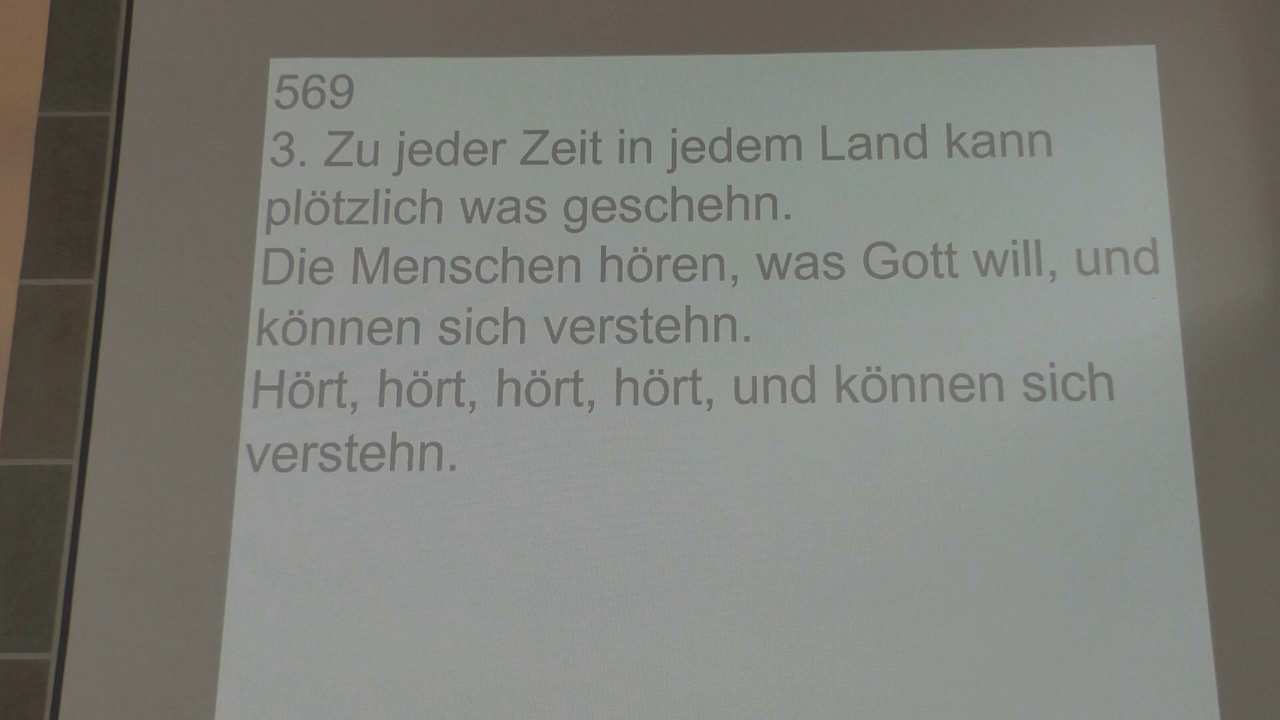 569
3. Zu jeder Zeit in jedem Land kann
plötzlich was geschehn.
Die Menschen hören, was Gott will, und
können sich verstehn.
Hört, hört, hört, hört, und können sich
verstehn.